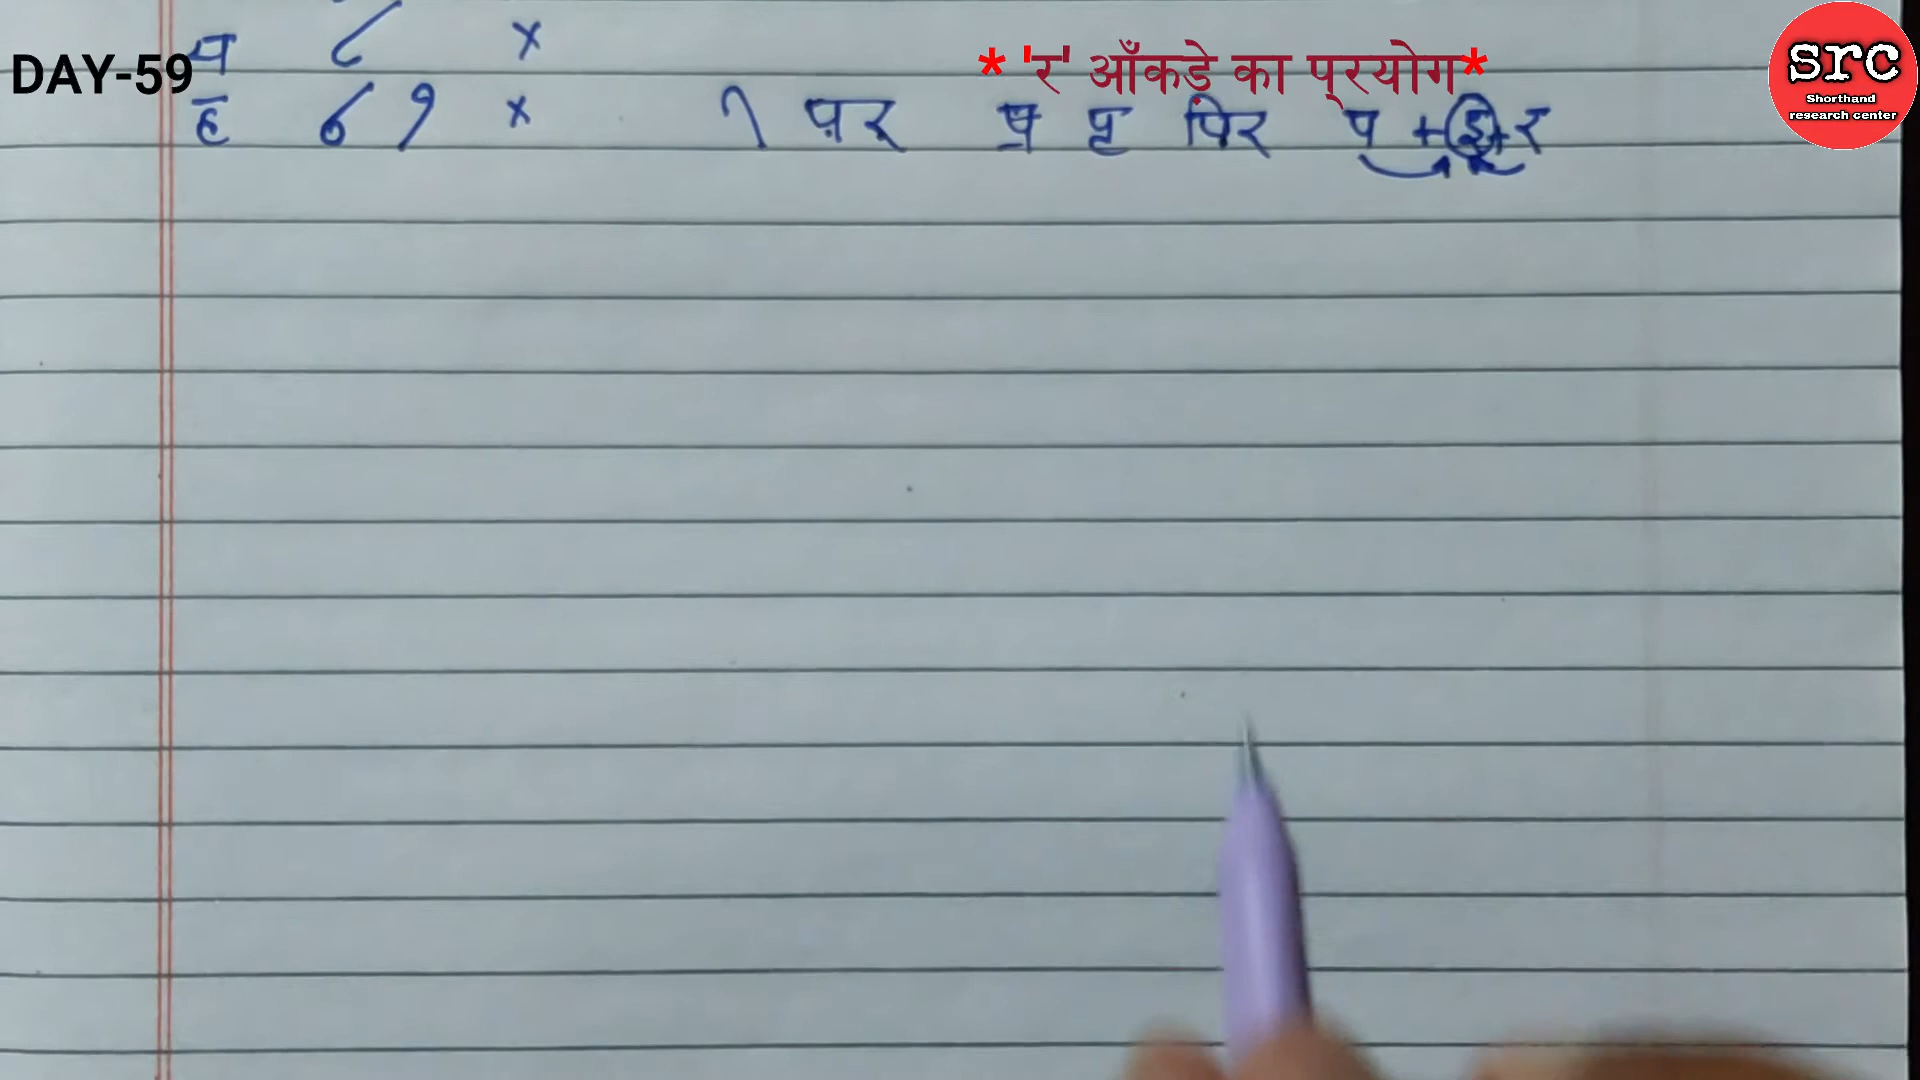 DAY-59
* 'र' आँकड़े का प्रयोग *
src
Shorthand
research center
य ×
ह × पर प्र पृ पिर प + इ + र